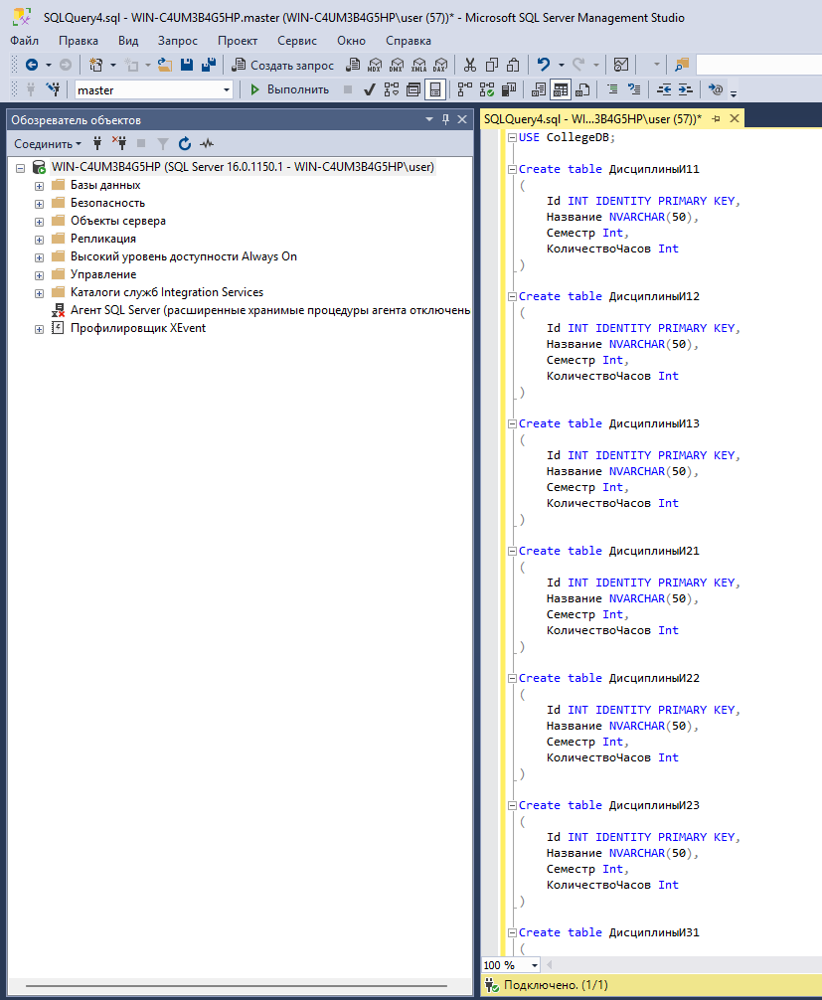 SQLQuery4.sql - WIN-C4UM3B4G5HP.master (WIN-C4UM3B4G5HP\user (57))* - Microsoft SQL Server Management Studio
Файл Правка Вид Запрос Проект Сервис Окно Справка
Создать запрос MDX DMX XMLA DAX
master Выполнить
Обозреватель объектов
Соединить
WIN-C4UM3B4G5HP (SQL Server 16.0.1150.1 - WIN-C4UM3B4G5HP\user)
Базы данных
Безопасность
Объекты сервера
Репликация
Высокий уровень доступности Always On
Управление
Каталоги служб Integration Services
Агент SQL Server (расширенные хранимые процедуры агента отключень
Профилировщик XEvent
SQLQuery4.sql - WI...3B4G5HP\user (57))*
USE CollegeDB;
Create table ДисциплиныИ11
(
Id INT IDENTITY PRIMARY KEY,
Название NVARCHAR(50),
Семестр Int,
КоличествоЧасов Int
)
Create table ДисциплиныИ12
(
Id INT IDENTITY PRIMARY KEY,
Название NVARCHAR(50),
Семестр Int,
КоличествоЧасов Int
)
Create table ДисциплиныИ13
(
Id INT IDENTITY PRIMARY KEY,
Название NVARCHAR(50),
Семестр Int,
КоличествоЧасов Int
)
Create table ДисциплиныИ21
(
Id INT IDENTITY PRIMARY KEY,
Название NVARCHAR(50),
Семестр Int,
КоличествоЧасов Int
)
Create table ДисциплиныИ22
(
Id INT IDENTITY PRIMARY KEY,
Название NVARCHAR(50),
Семестр Int,
КоличествоЧасов Int
)
Create table ДисциплиныИ23
(
Id INT IDENTITY PRIMARY KEY,
Название NVARCHAR(50),
Семестр Int,
КоличествоЧасов Int
)
Create table ДисциплиныИ31
(
100 %
Подключено. (1/1)